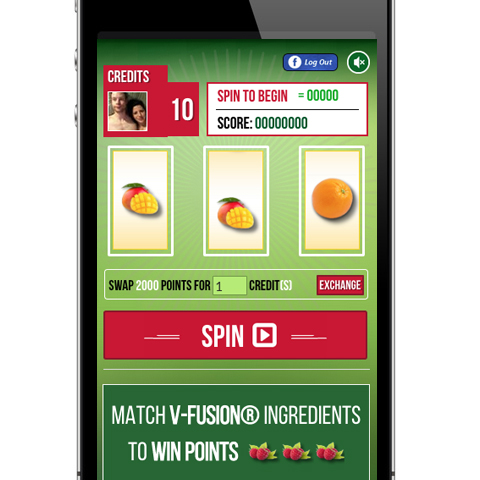 f Log Out
CREDITS
10
SPIN TO BEGIN = 00000
SCORE: 00000000
SWAP 2000 POINTS FOR 1 CREDIT(S) EXCHANGE
SPIN
MATCH V-FUSION® INGREDIENTS
TO WIN POINTS